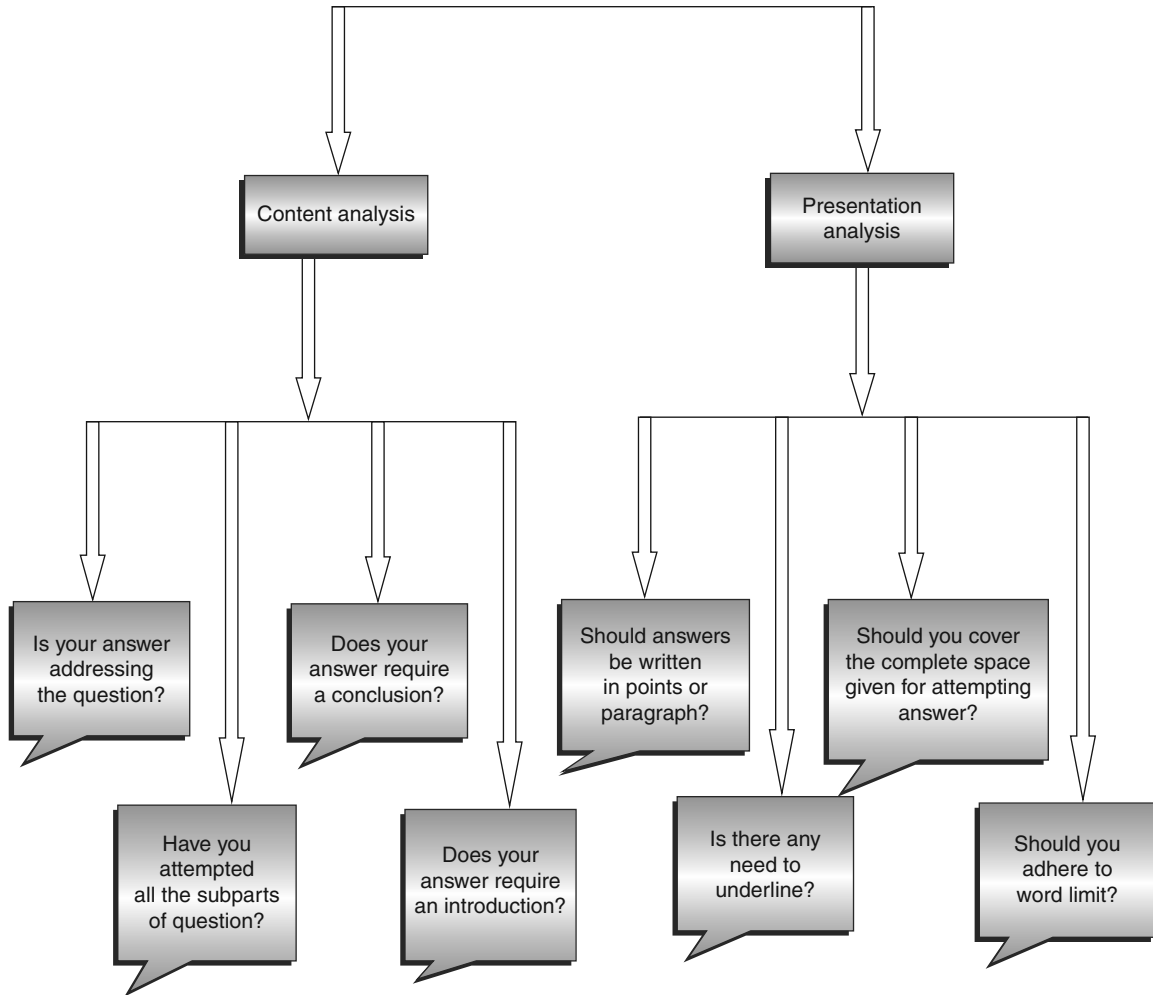 Content analysis
Presentation
analysis
Is your answer
addressing
the question?
Does your
answer require
a conclusion?
Should answers
be written
in points or
paragraph?
Should you cover
the complete space
given for attempting
answer?
Have you
attempted
all the subparts
of question?
Does your
answer require
an introduction?
Is there any
need to
underline?
Should you
adhere to
word limit?